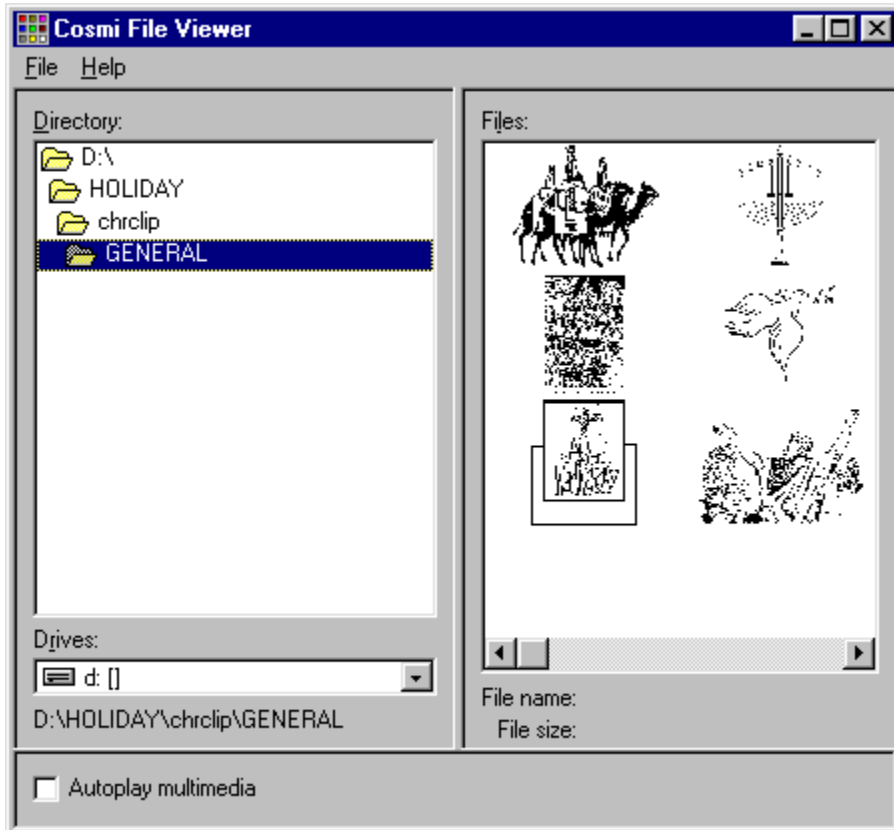 Cosmi File Viewer
File Help
Directory:
D:\
HOLIDAY
chrclip
GENERAL
Drives:
d: []
D:\HOLIDAY\chrclip\GENERAL
Files:
File name:
File size:
Autoplay multimedia